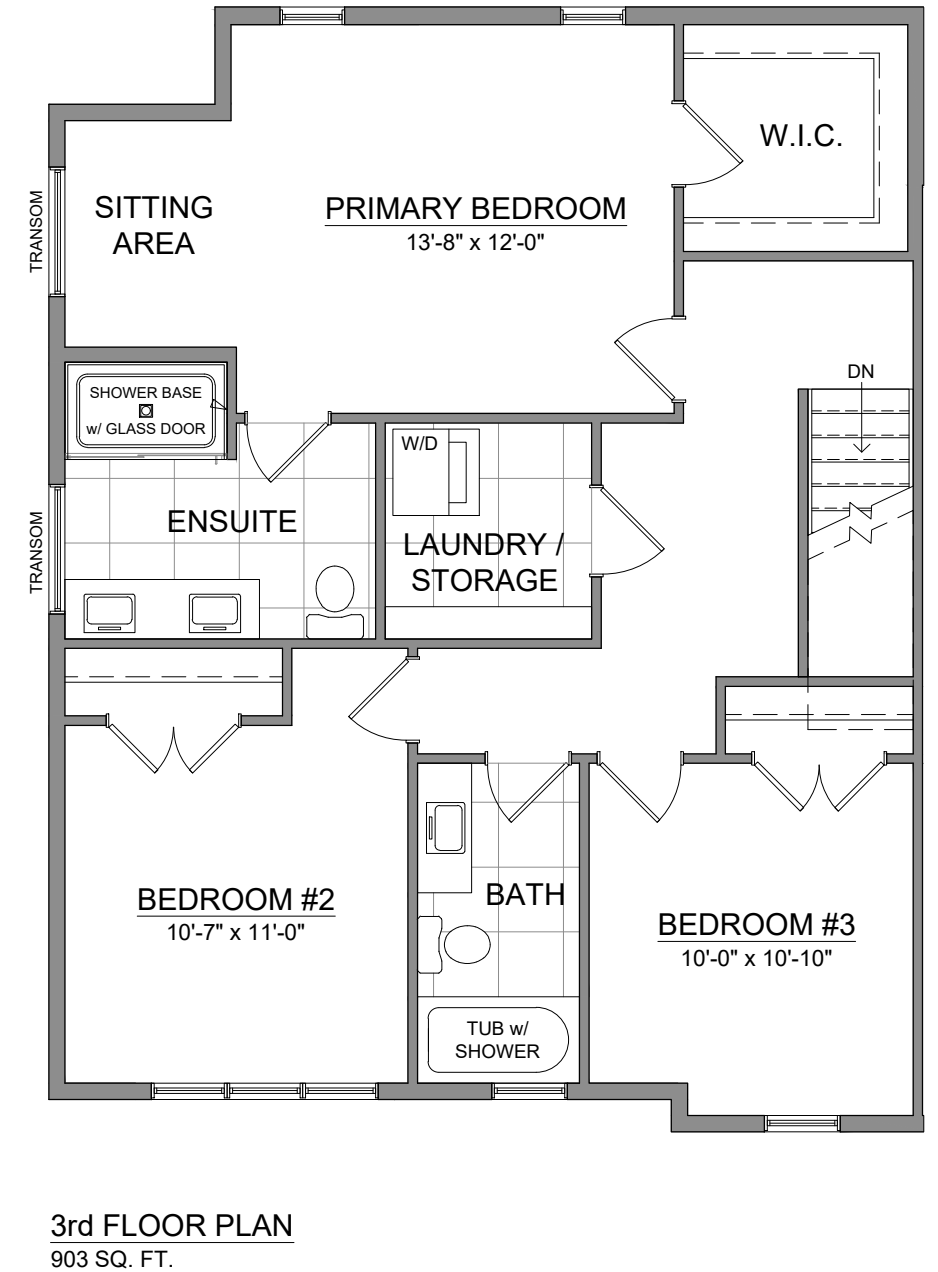 W.I.C.
TRANSOM
SITTING
AREA
PRIMARY BEDROOM
13'-8" x 12'-0"
DN
SHOWER BASE
w/ GLASS DOOR
W/D
TRANSOM
ENSUITE
LAUNDRY /
STORAGE
BEDROOM #2
10'-7" x 11'-0"
BATH
BEDROOM #3
10'-0" x 10'-10"
TUB w/
SHOWER
3rd FLOOR PLAN
903 SQ. FT.